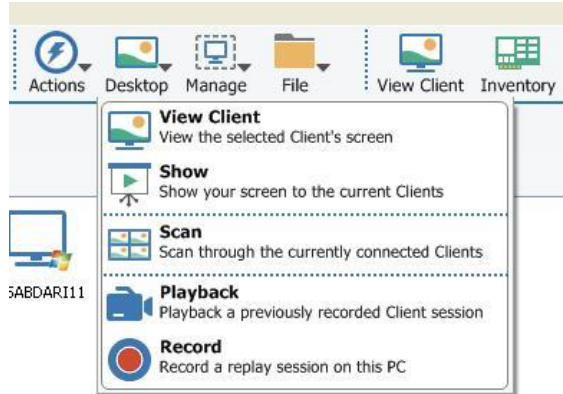 Actions Desktop Manage File View Client Inventory
View Client
View the selected Client's screen
Show
Show your screen to the current Clients
Scan
Scan through the currently connected Clients
Playback
Playback a previously recorded Client session
Record
Record a replay session on this PC
SABDARI11